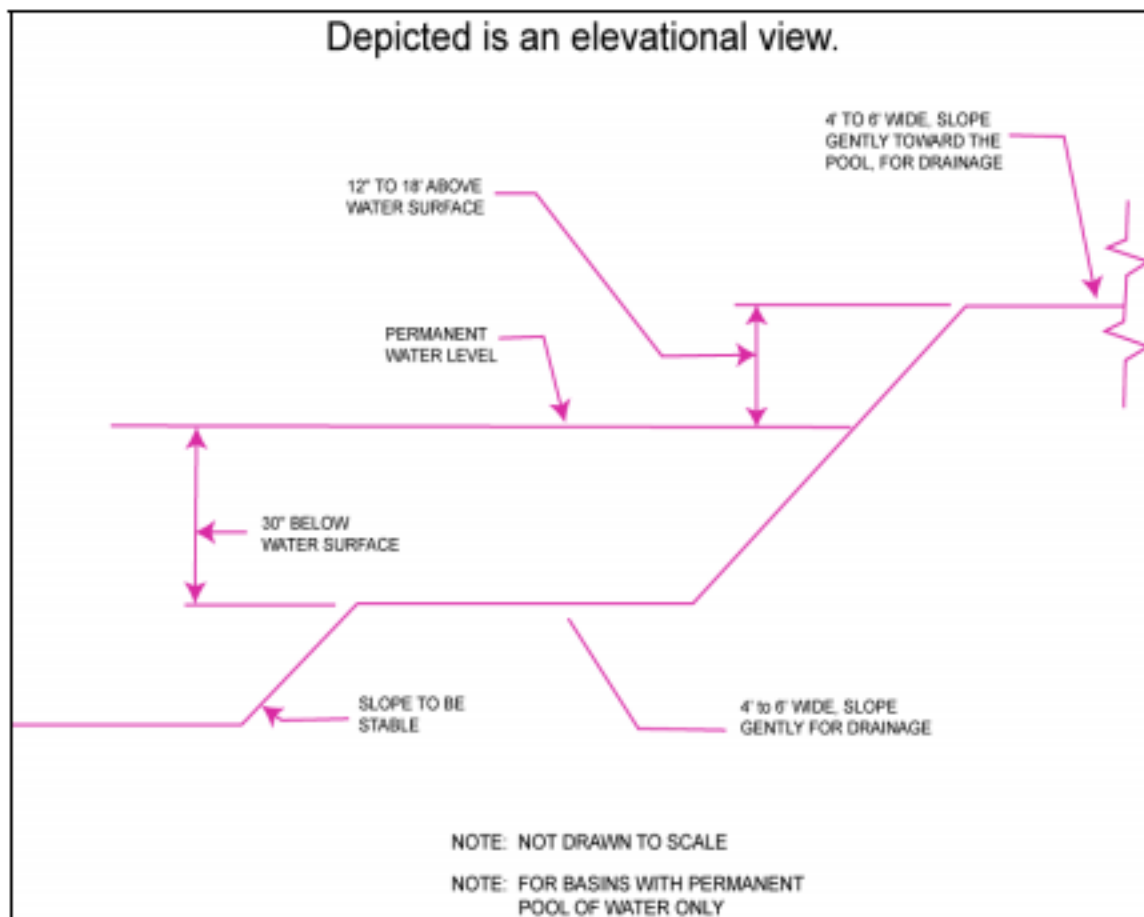 Depicted is an elevational view.
4' TO 6' WIDE, SLOPE
GENTLY TOWARD THE
POOL, FOR DRAINAGE
12" TO 18' ABOVE
WATER SURFACE
PERMANENT
WATER LEVEL
30" BELOW
WATER SURFACE
SLOPE TO BE
STABLE
4' to 6' WIDE, SLOPE
GENTLY FOR DRAINAGE
NOTE: NOT DRAWN TO SCALE
NOTE: FOR BASINS WITH PERMANENT
POOL OF WATER ONLY